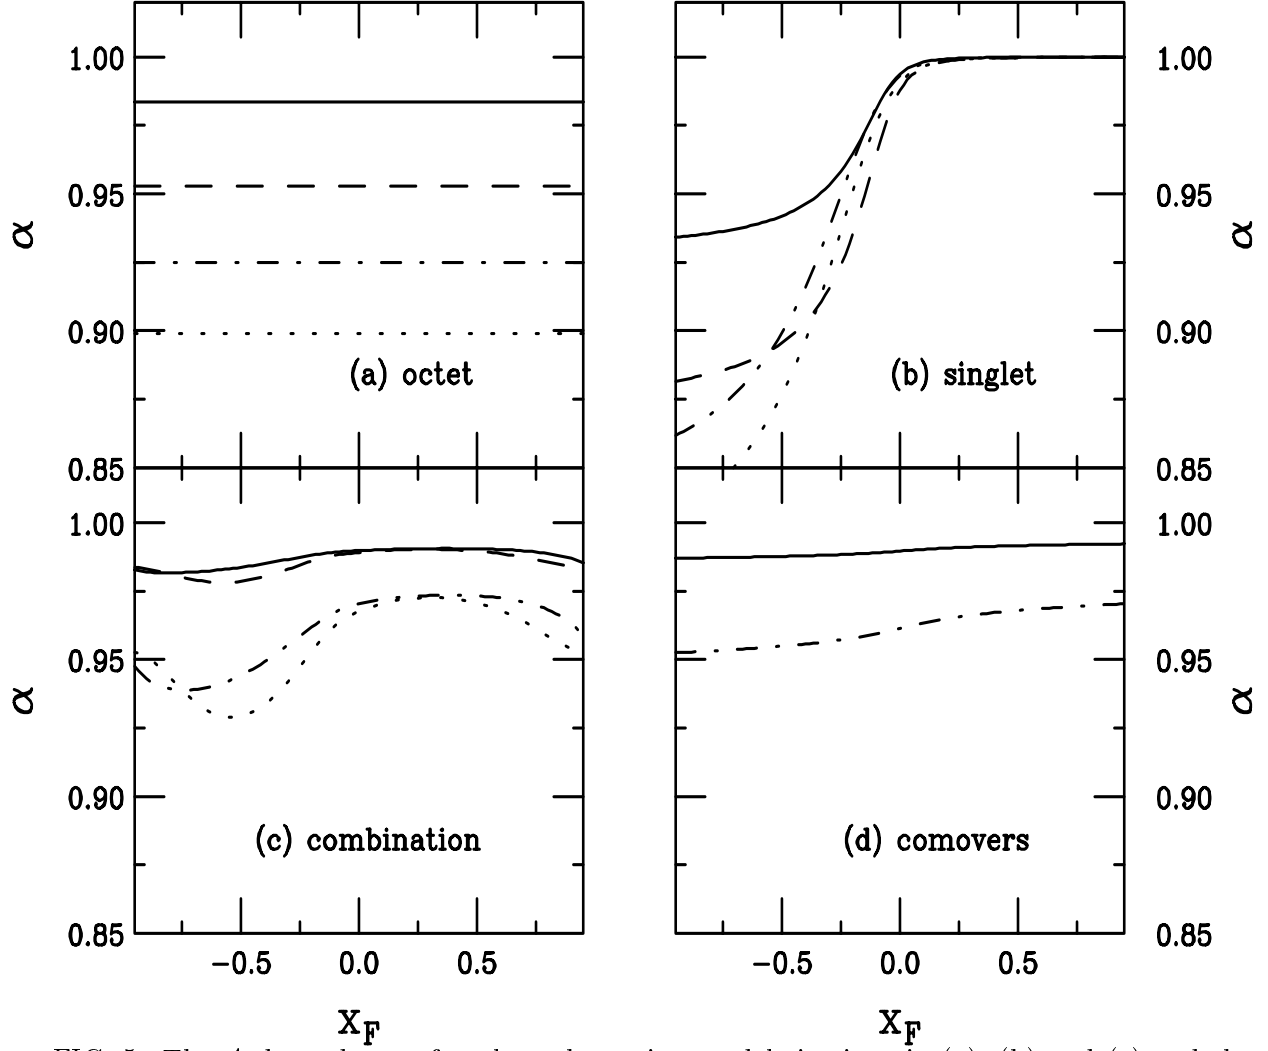 1.00 1.00
0.95 0.95
α α
0.90 0.90
(a) octet (b) singlet
0.85 0.85
1.00 1.00
0.95 0.95
α α
0.90 0.90
(c) combination (d) comovers
0.85 0.85
−0.5 0.0 0.5 −0.5 0.0 0.5
x_F x_F